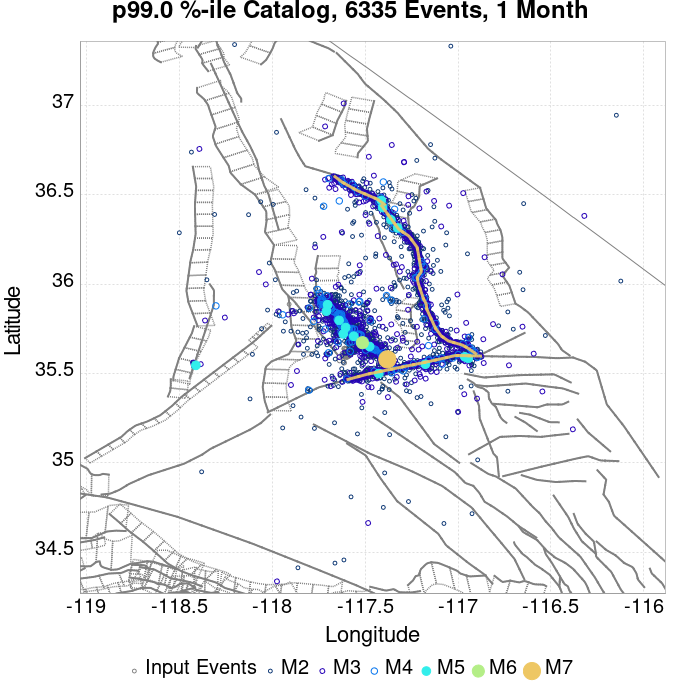 p99.0 %-ile Catalog, 6335 Events, 1 Month
37
36.5
36
35.5
35
34.5
Latitude
-119 -118.5 -118 -117.5 -117 -116.5 -116
Longitude
Input Events M2 M3 M4 M5 M6 M7